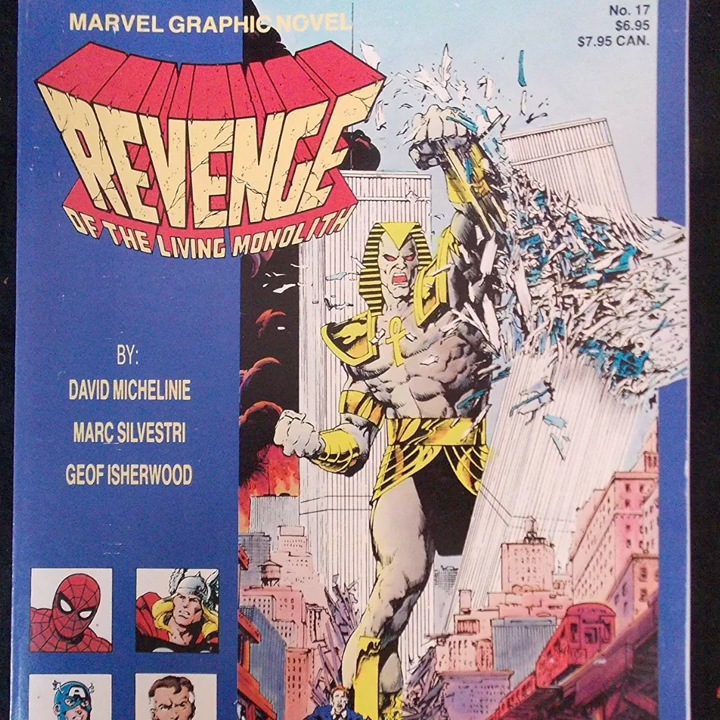 MARVEL GRAPHIC NOVEL
No. 17
$6.95
$7.95 CAN.
REVENGE
OF THE LIVING MONOLITH
BY:
DAVID MICHELINIE
MARC SILVESTRI
GEOF ISHERWOOD
A